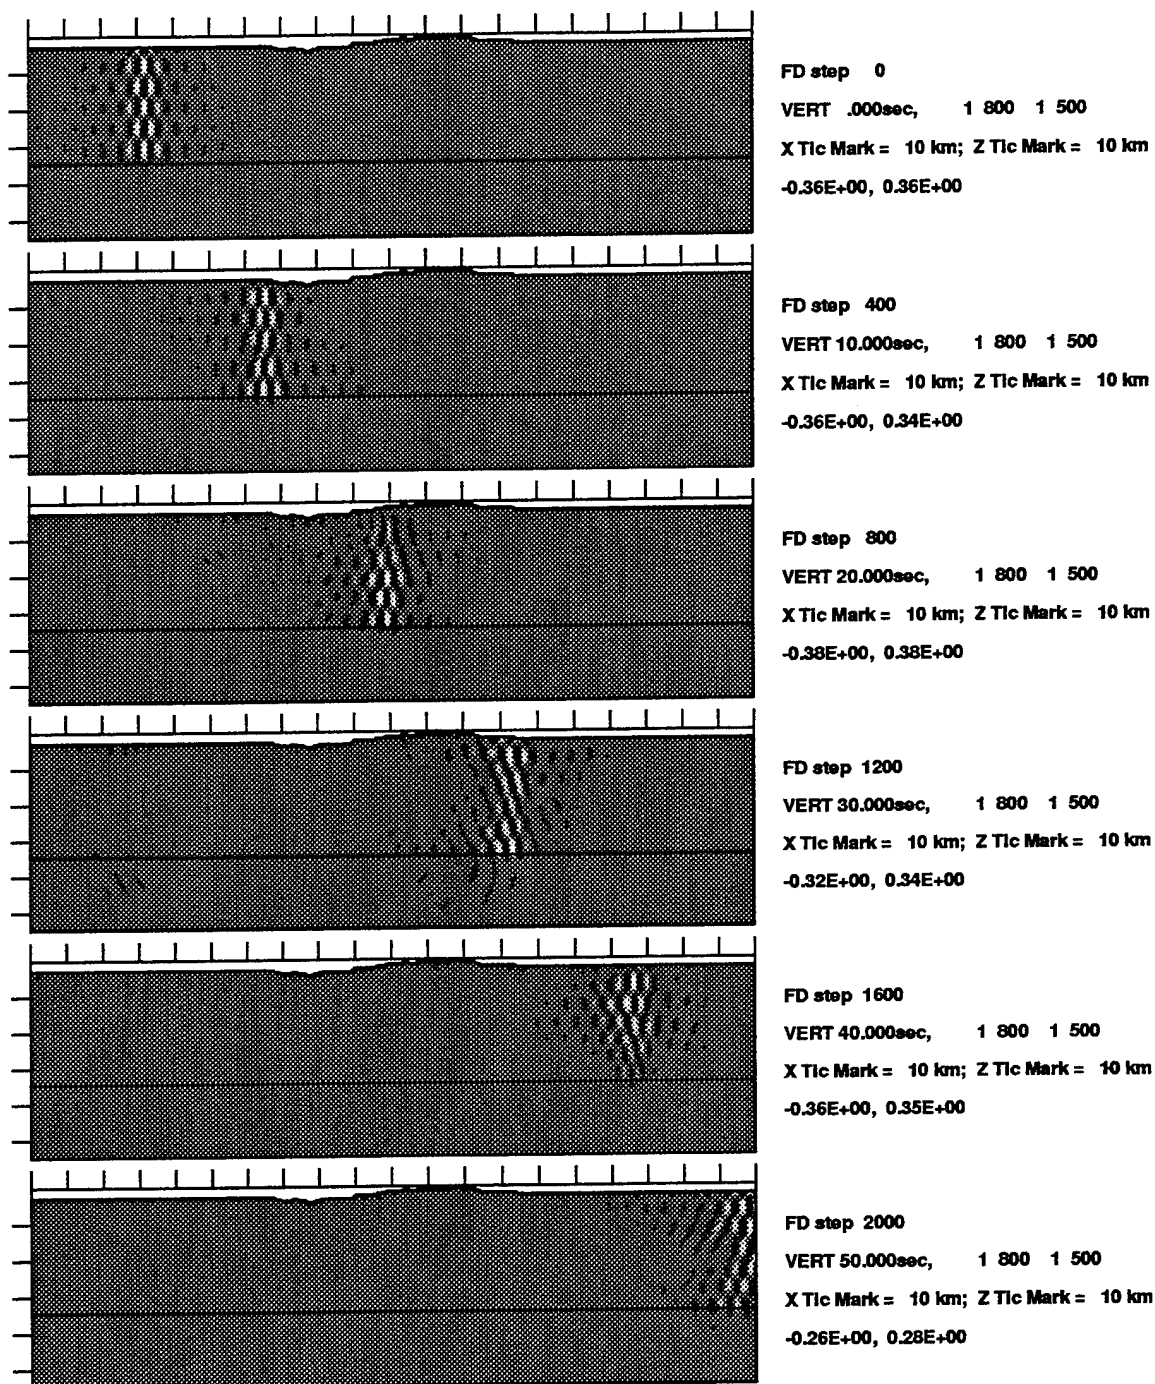 FD step 0
VERT .000sec, 1 800 1 500
X Tic Mark = 10 km; Z Tic Mark = 10 km
-0.36E+00, 0.36E+00
FD step 400
VERT 10.000sec, 1 800 1 500
X Tic Mark = 10 km; Z Tic Mark = 10 km
-0.36E+00, 0.34E+00
FD step 800
VERT 20.000sec, 1 800 1 500
X Tic Mark = 10 km; Z Tic Mark = 10 km
-0.38E+00, 0.38E+00
FD step 1200
VERT 30.000sec, 1 800 1 500
X Tic Mark = 10 km; Z Tic Mark = 10 km
-0.32E+00, 0.34E+00
FD step 1600
VERT 40.000sec, 1 800 1 500
X Tic Mark = 10 km; Z Tic Mark = 10 km
-0.36E+00, 0.35E+00
FD step 2000
VERT 50.000sec, 1 800 1 500
X Tic Mark = 10 km; Z Tic Mark = 10 km
-0.26E+00, 0.28E+00